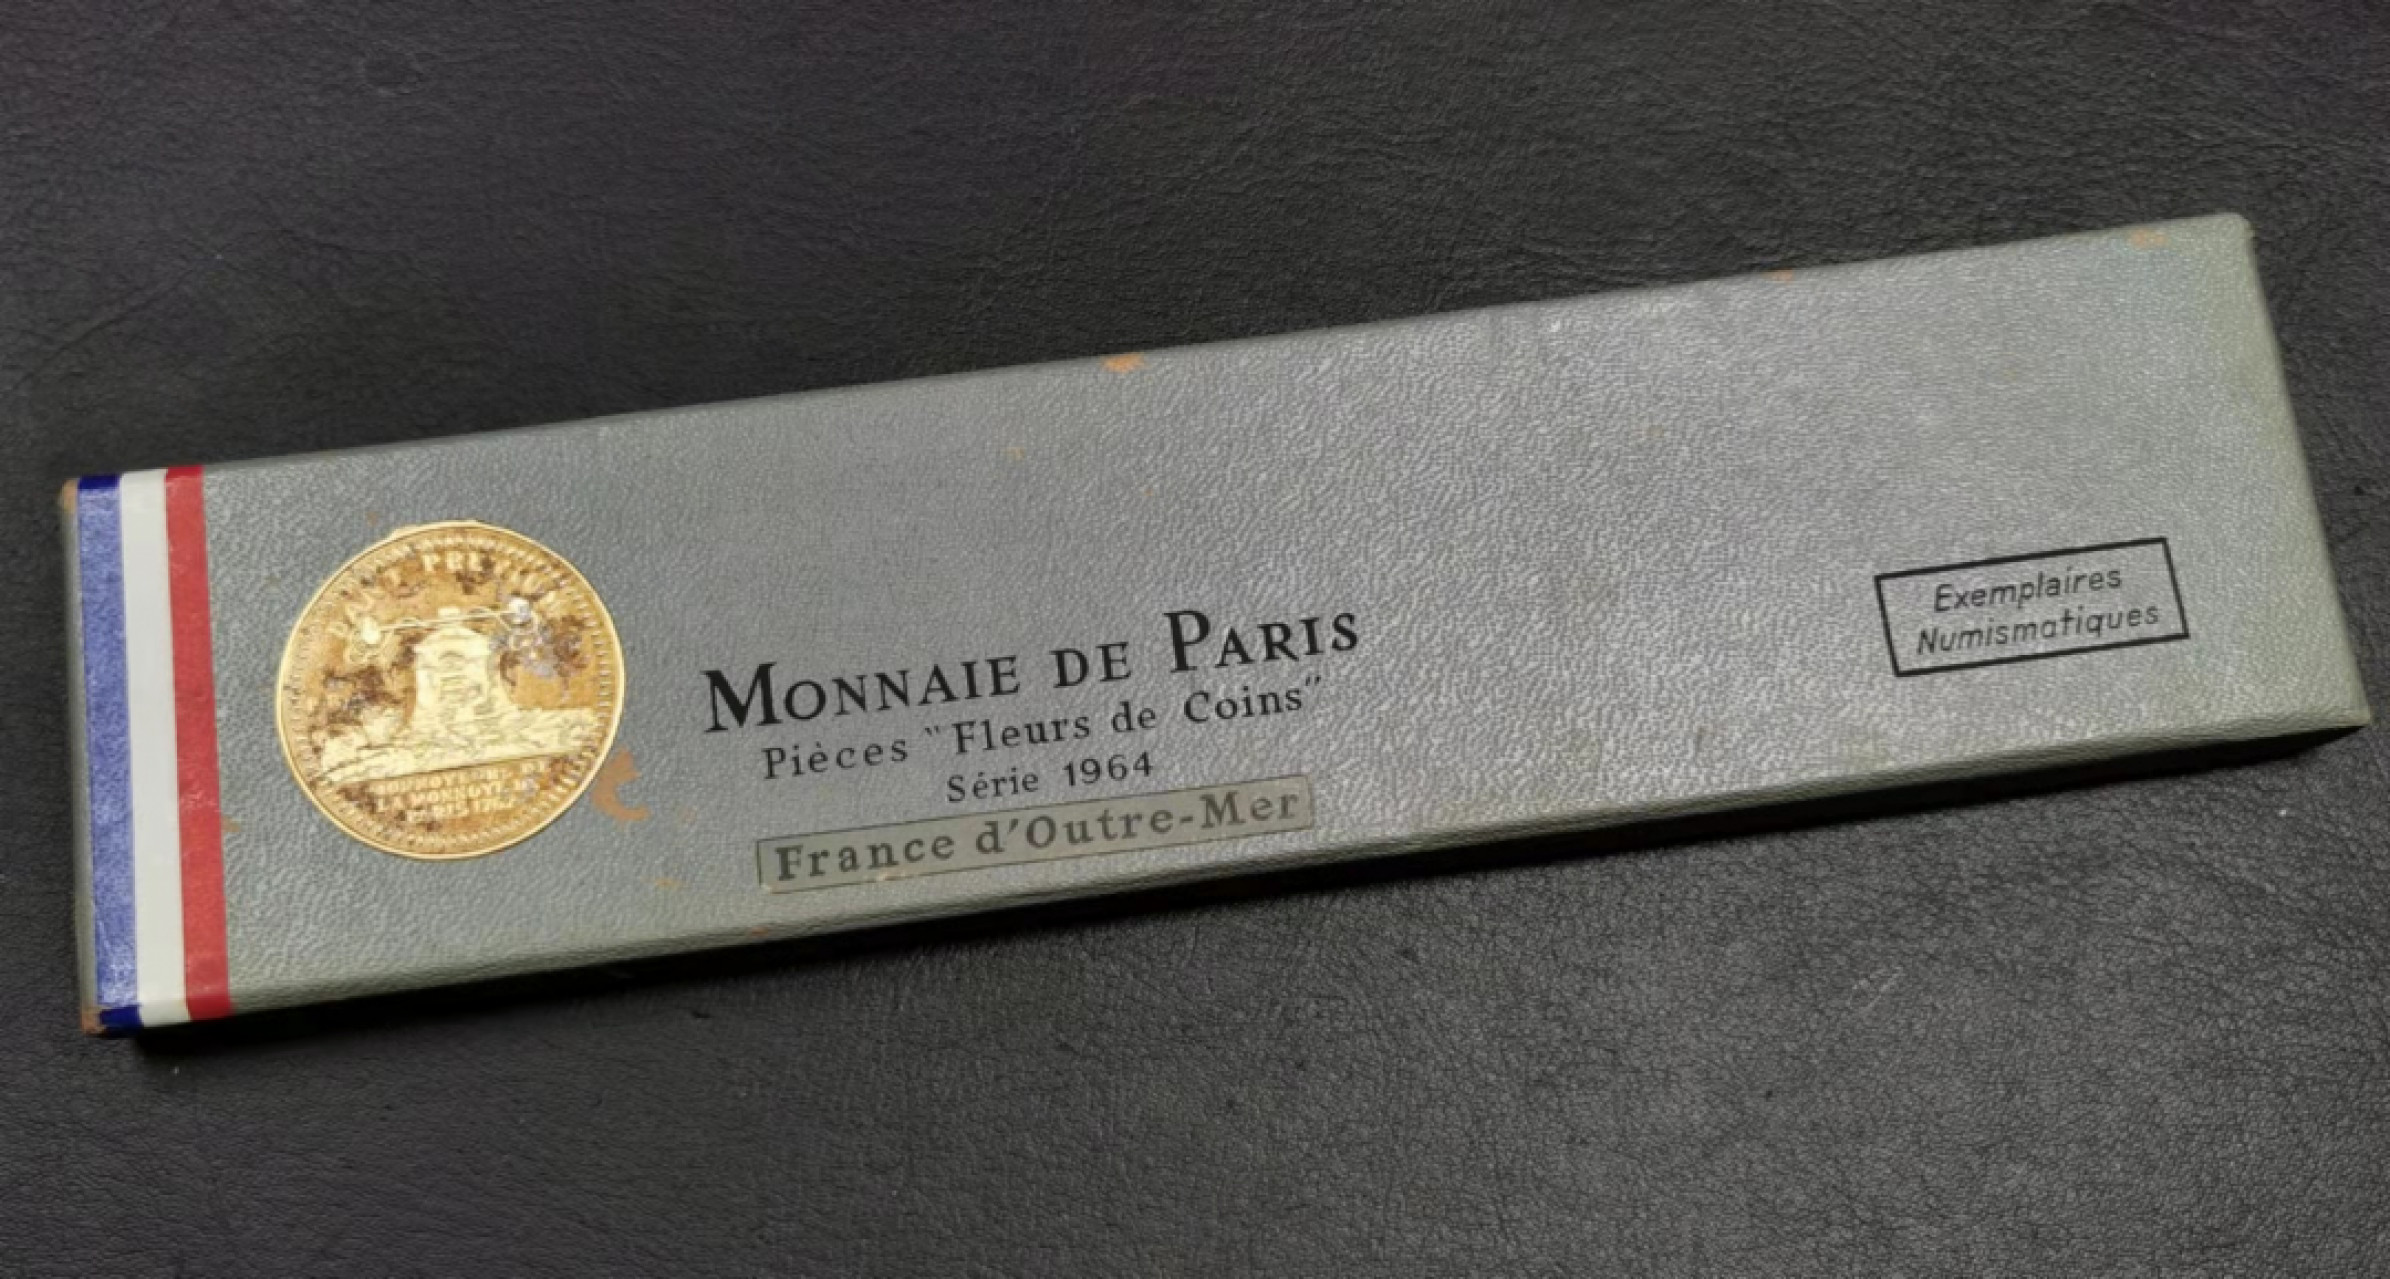 MONNAIE DE PARIS
Pièces "Fleurs de Coins"
Série 1964
France d'Outre-Mer
Exemplaires
Numismatiques